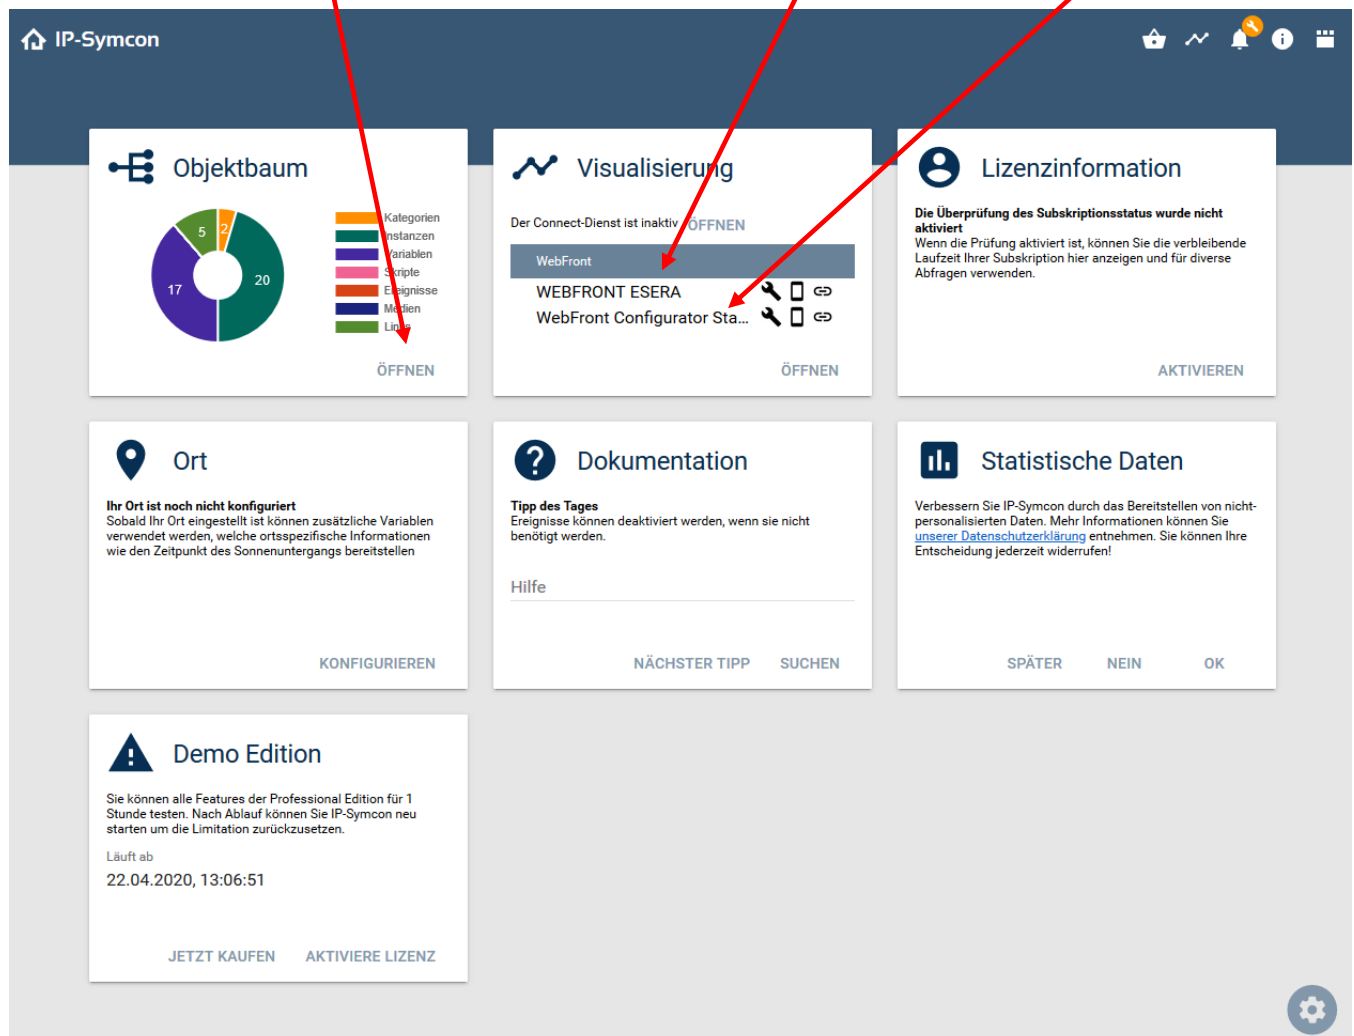 IP-Symcon
Objektbaum
5
2
20
17
Kategorien
Instanzen
Variablen
Skripte
Ereignisse
Medien
Links
ÖFFNEN
Visualisierung
Der Connect-Dienst ist inaktiv ÖFFNEN
WebFront
WEBFRONT ESERA
WebFront Configurator Sta...
ÖFFNEN
Lizenzinformation
Die Überprüfung des Subskriptionsstatus wurde nicht
aktiviert
Wenn die Prüfung aktiviert ist, können Sie die verbleibende
Laufzeit Ihrer Subskription hier anzeigen und für diverse
Abfragen verwenden.
AKTIVIEREN
Ort
Ihr Ort ist noch nicht konfiguriert
Sobald Ihr Ort eingestellt ist können zusätzliche Variablen
verwendet werden, welche ortsspezifische Informationen
wie den Zeitpunkt des Sonnenuntergangs bereitstellen
KONFIGURIEREN
Dokumentation
Tipp des Tages
Ereignisse können deaktiviert werden, wenn sie nicht
benötigt werden.
Hilfe
NÄCHSTER TIPP SUCHEN
Statistische Daten
Verbessern Sie IP-Symcon durch das Bereitstellen von nicht-
personalisierten Daten. Mehr Informationen können Sie
unserer Datenschutzerklärung entnehmen. Sie können Ihre
Entscheidung jederzeit widerrufen!
SPÄTER NEIN OK
Demo Edition
Sie können alle Features der Professional Edition für 1
Stunde testen. Nach Ablauf können Sie IP-Symcon neu
starten um die Limitation zurückzusetzen.
Läuft ab
22.04.2020, 13:06:51
JETZT KAUFEN AKTIVIERE LIZENZ